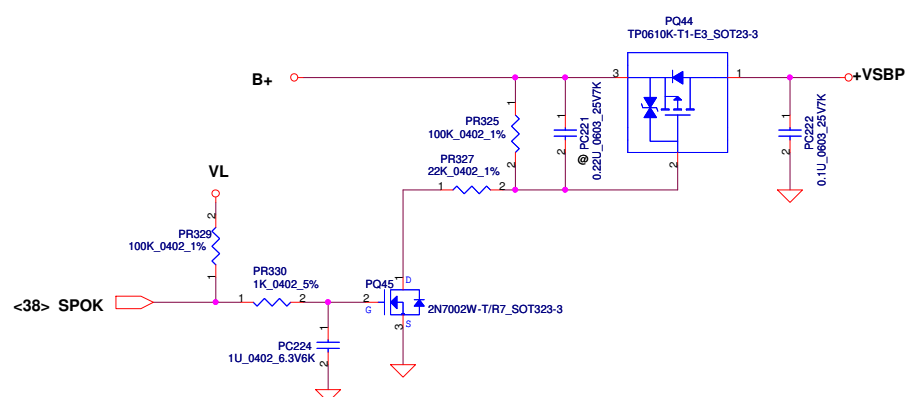 PQ44
TP0610K-T1-E3_SOT23-3
B+
3
1
+VSBP
1
PR325
100K_0402_1%
2
1
2
@ PC221
0.22U_0603_25V7K
1
2
PC222
0.1U_0603_25V7K
PR327
22K_0402_1%
1
2
2
VL
2
PR329
100K_0402_1%
1
<38> SPOK
PR330
1K_0402_5%
1
2
PQ45
1
D
2
G
2N7002W-T/R7_SOT323-3
3
S
1
PC224
1U_0402_6.3V6K
2